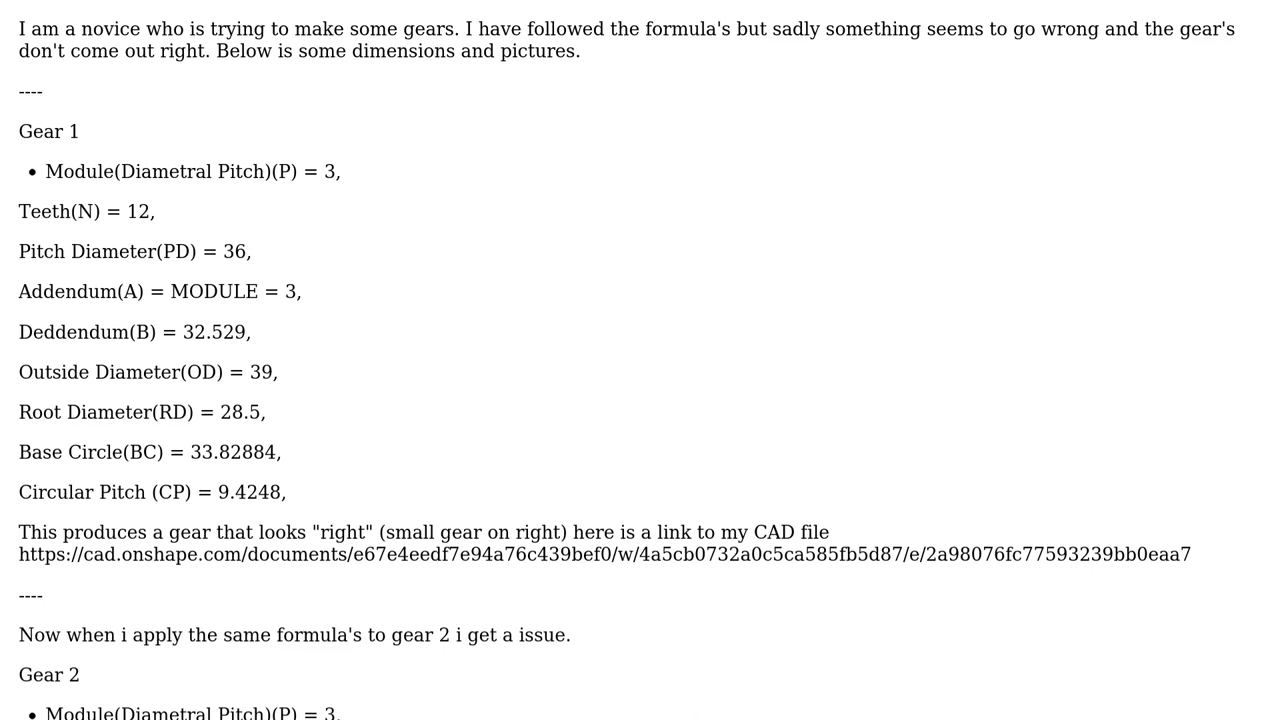 I am a novice who is trying to make some gears. I have followed the formula's but sadly something seems to go wrong and the gear's
don't come out right. Below is some dimensions and pictures.
----
Gear 1
• Module(Diametral Pitch)(P) = 3,
Teeth(N) = 12,
Pitch Diameter(PD) = 36,
Addendum(A) = MODULE = 3,
Deddendum(B) = 32.529,
Outside Diameter(OD) = 39,
Root Diameter(RD) = 28.5,
Base Circle(BC) = 33.82884,
Circular Pitch (CP) = 9.4248,
This produces a gear that looks "right" (small gear on right) here is a link to my CAD file
https://cad.onshape.com/documents/e67e4eedf7e94a76c439bef0/w/4a5cb0732a0c5ca585fb5d87/e/2a98076fc77593239bb0eaa7
----
Now when i apply the same formula's to gear 2 i get a issue.
Gear 2
• Module(Diametral Pitch)(P) = 3,